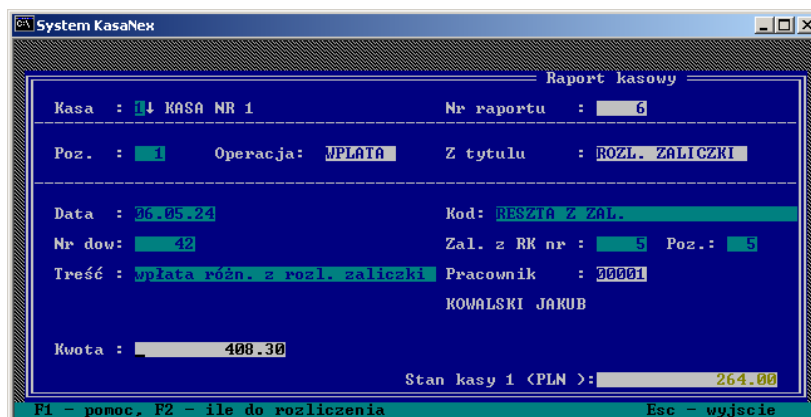 System KasaNex
Raport kasowy
Kasa : 1↓ KASA NR 1 Nr raportu : 6
Poz. : 1 Operacja: WPLATA Z tytulu : ROZL. ZALICZKI
Data : 06.05.24 Kod: RESZTA Z ZAL.
Nr dow: 42 Zal. z RK nr : 5 Poz.: 5
Treść : wpłata różn. z rozl. zaliczki Pracownik : 00001
KOWALSKI JAKUB
Kwota : 408.30
Stan kasy 1 (PLN ): 264.00
F1 - pomoc, F2 - ile do rozliczenia Esc - wyjscie